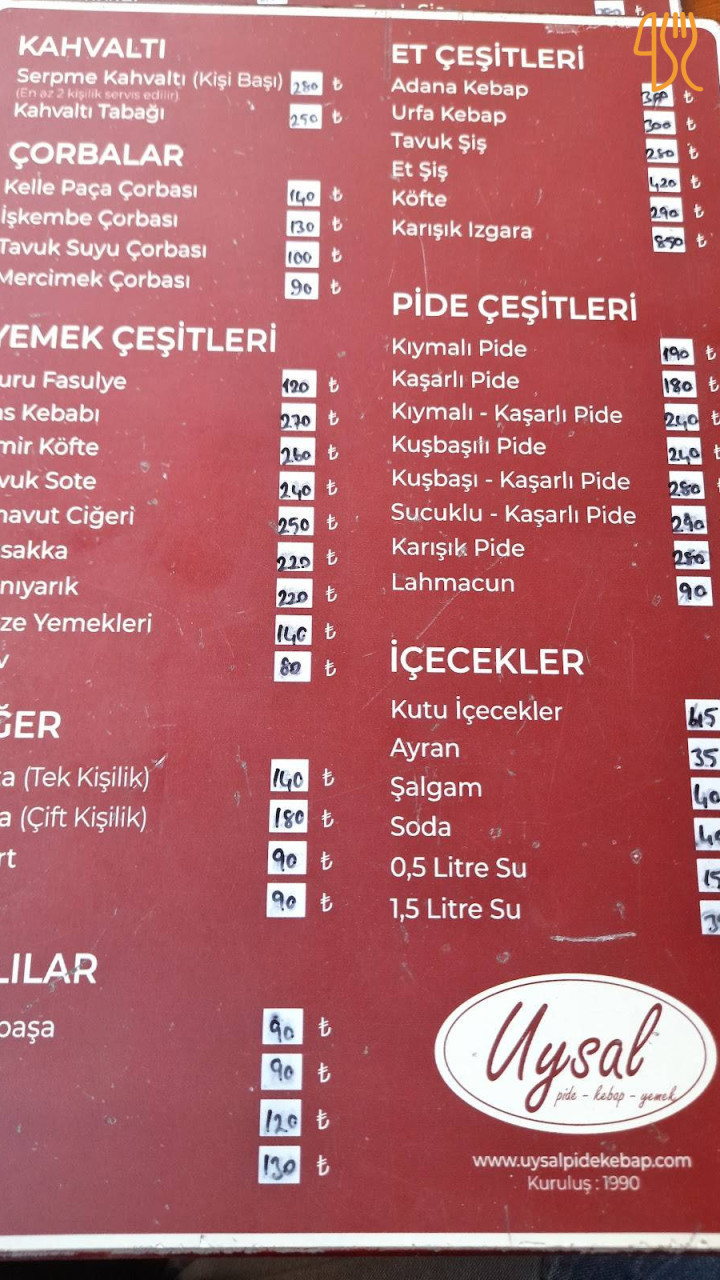 KAHVALTI
Serpme Kahvaltı (Kişi Başı) 280 ₺
(En az 2 kişilik servis edilir)
Kahvaltı Tabağı 250 ₺
ÇORBALAR
Kelle Paça Çorbası 140 ₺
İşkembe Çorbası 130 ₺
Tavuk Suyu Çorbası 100 ₺
Mercimek Çorbası 90 ₺
YEMEK ÇEŞİTLERİ
uru Fasulye 120 ₺
as Kebabı 270 ₺
mir Köfte 260 ₺
vuk Sote 240 ₺
navut Ciğeri 250 ₺
sakka 220 ₺
nıyarık 220 ₺
ze Yemekleri 140 ₺
v 80 ₺
ĞER
ta (Tek Kişilik) 140 ₺
a (Çift Kişilik) 180 ₺
rt 90 ₺
90 ₺
LILAR
paşa 90 ₺
90 ₺
120 ₺
130 ₺
ET ÇEŞİTLERİ
Adana Kebap 300 ₺
Urfa Kebap 300 ₺
Tavuk Şiş 250 ₺
Et Şiş 420 ₺
Köfte 290 ₺
Karışık Izgara 850 ₺
PİDE ÇEŞİTLERİ
Kıymalı Pide 190 ₺
Kaşarlı Pide 180 ₺
Kıymalı - Kaşarlı Pide 240 ₺
Kuşbaşılı Pide 240 ₺
Kuşbaşı - Kaşarlı Pide 280
Sucuklu - Kaşarlı Pide 290
Karışık Pide 280
Lahmacun 90
İÇECEKLER
Kutu İçecekler 45
Ayran 35
Şalgam 40
Soda
0,5 Litre Su 15
1,5 Litre Su
Uysal
pide - kebap - yemek
www.uysalpidekebap.com
Kuruluş : 1990